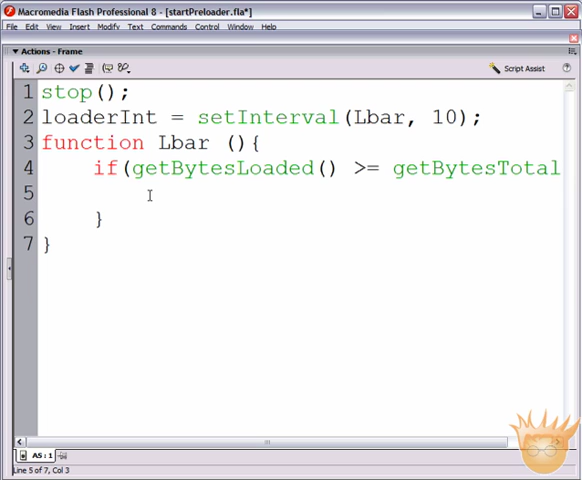 Macromedia Flash Professional 8 - [startPreloader.fla*]
File Edit View Insert Modify Text Commands Control Window Help
Actions - Frame
Script Assist
1 stop();
2 loaderInt = setInterval(Lbar, 10);
3 function Lbar (){
4 if(getBytesLoaded() >= getBytesTotal
5
6 }
7 }
AS: 1
Line 5 of 7, Col 3